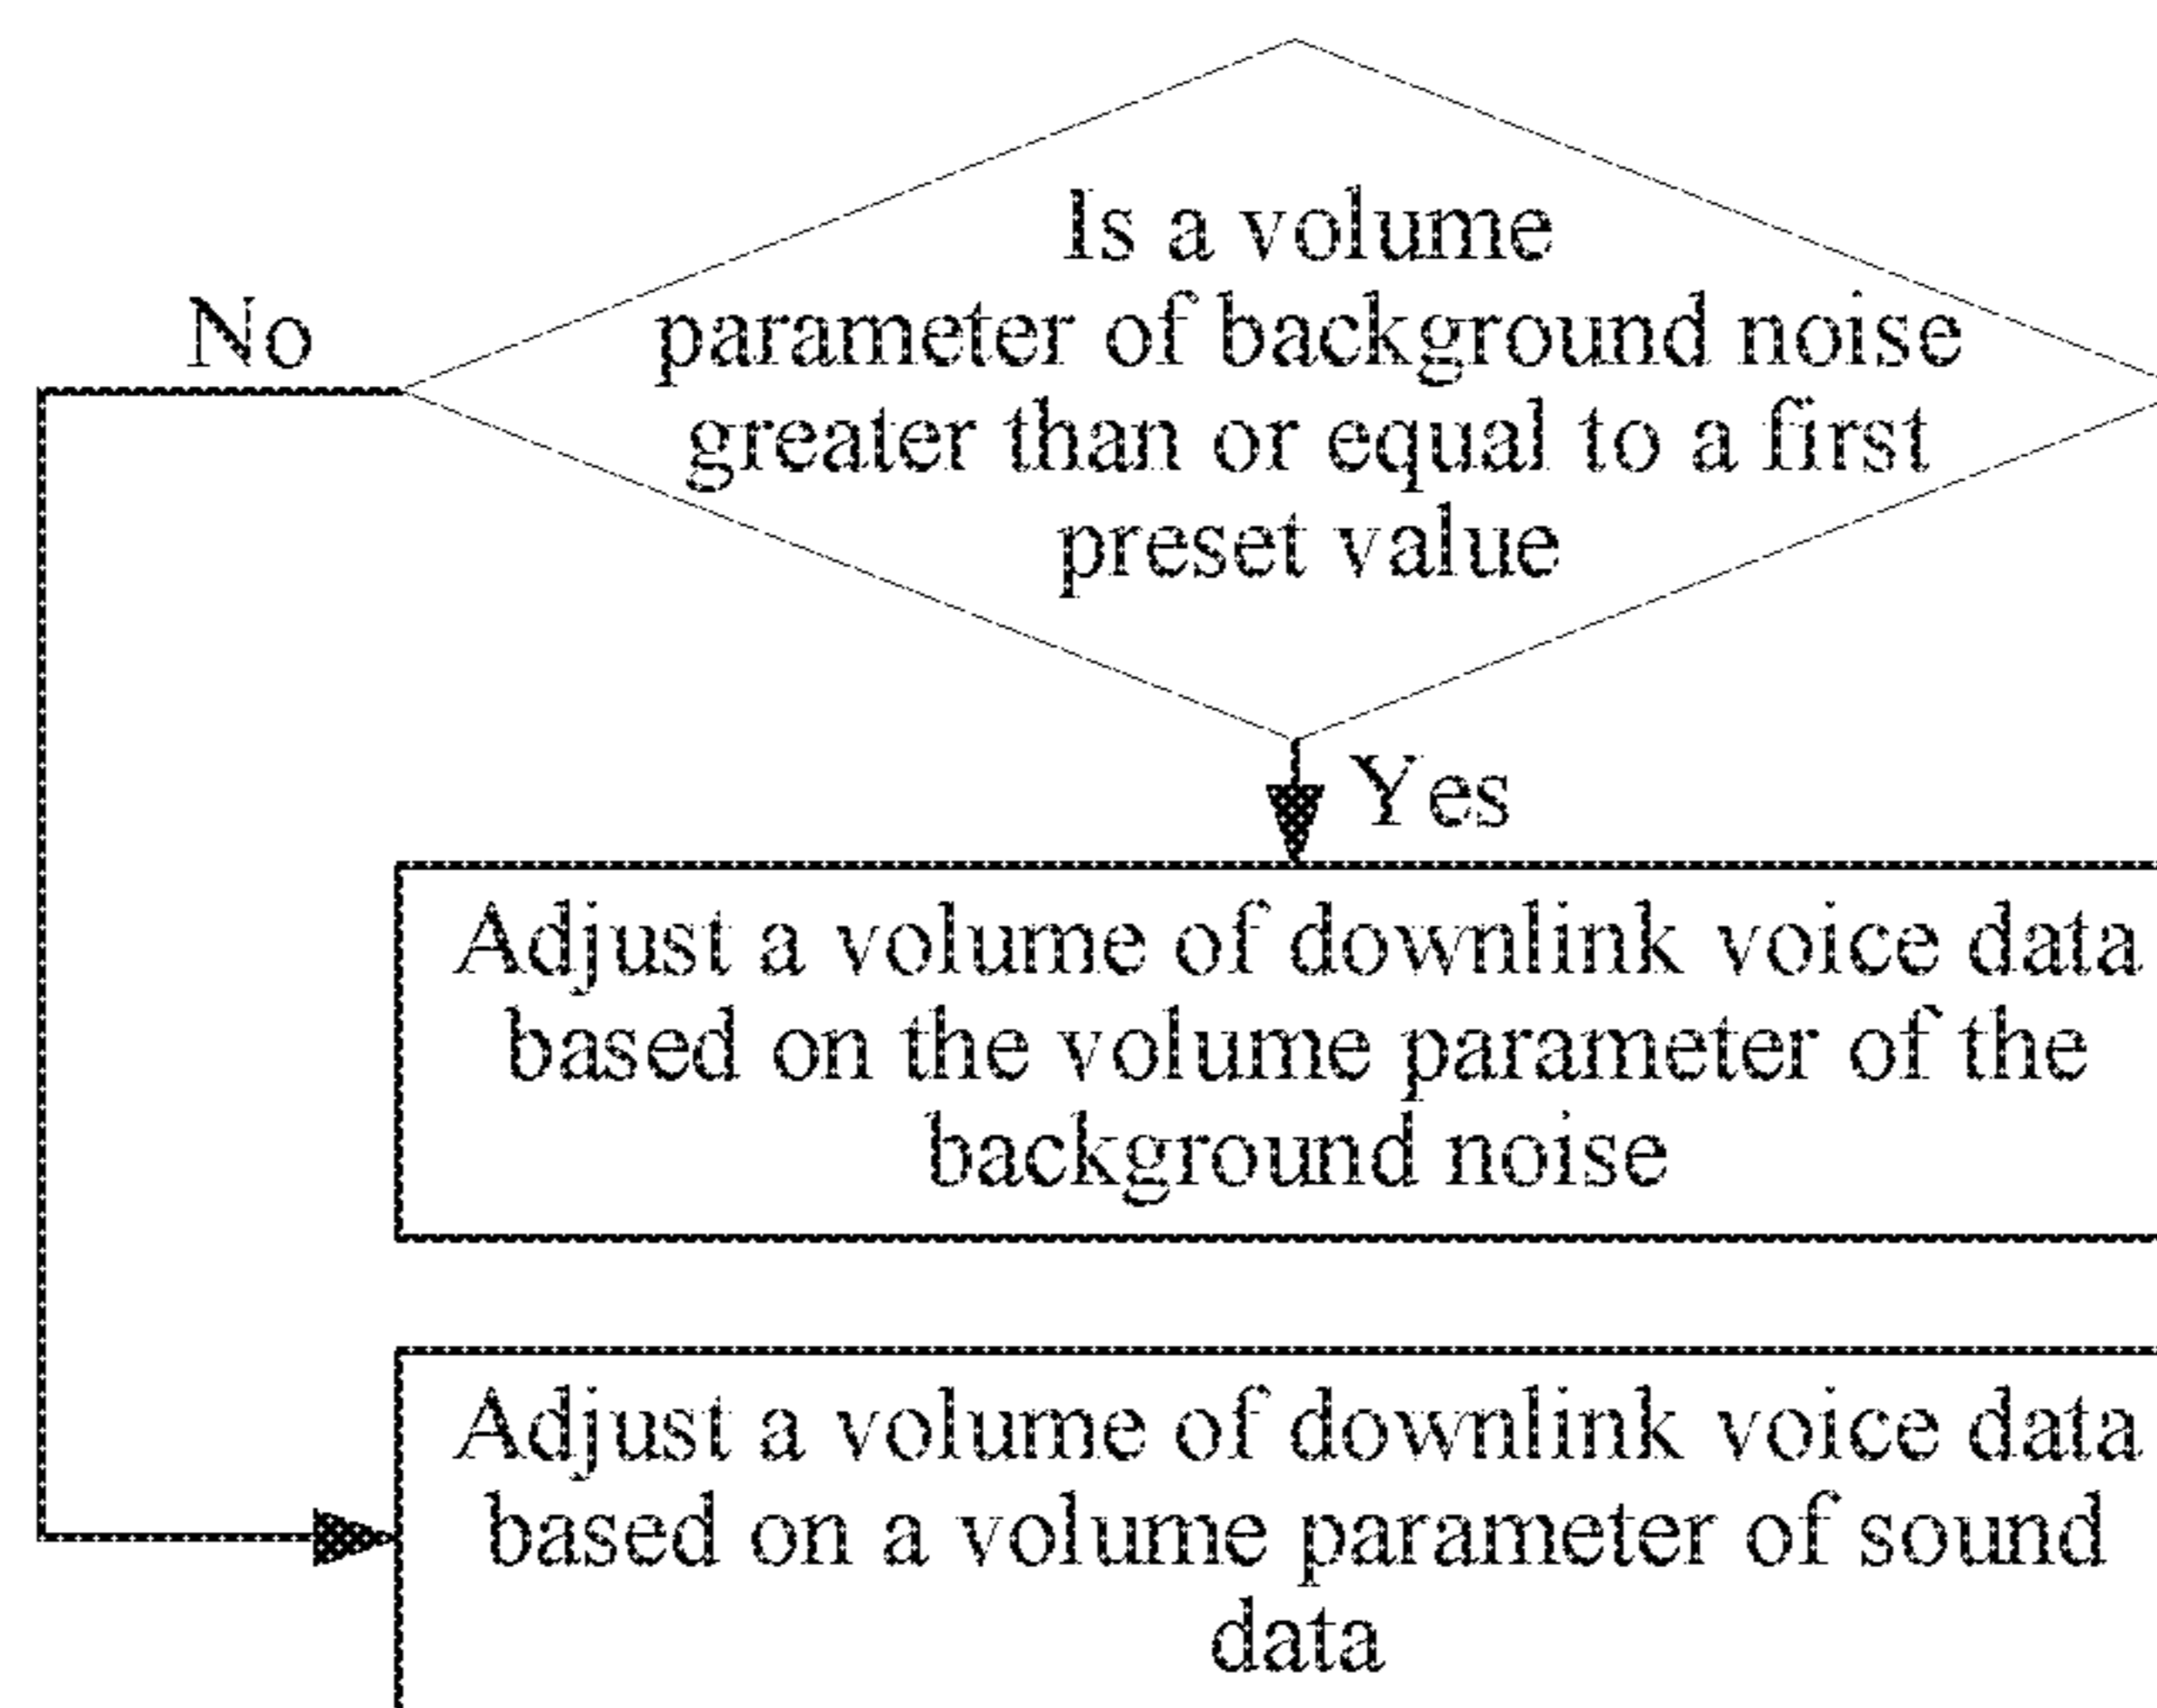 Is a volume
parameter of background noise
greater than or equal to a first
preset value
No
Yes
Adjust a volume of downlink voice data
based on the volume parameter of the
background noise
Adjust a volume of downlink voice data
based on a volume parameter of sound
data